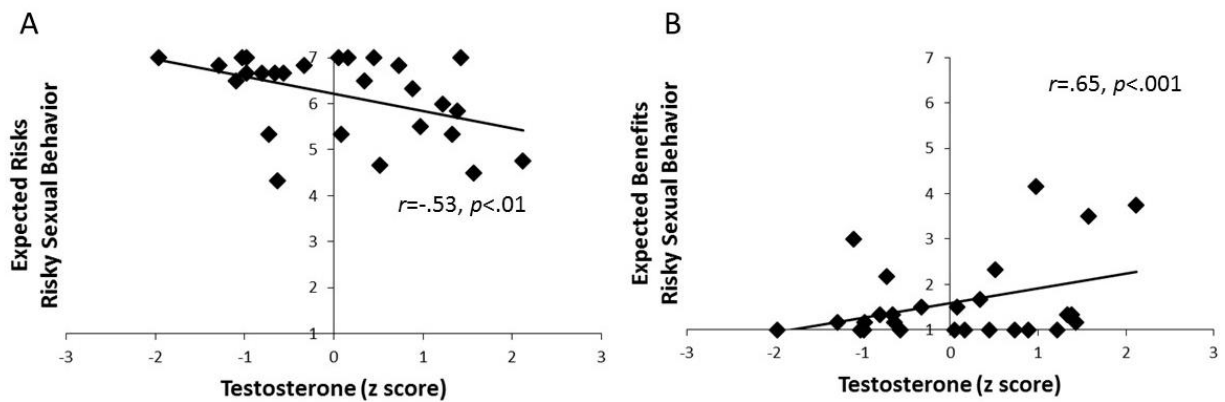 A
Expected Risks
Risky Sexual Behavior
7
6
5
4
3
2
1
r=-.53, p<.01
-3 -2 -1 0 1 2 3
Testosterone (z score)
B
Expected Benefits
Risky Sexual Behavior
7
6
5
4
3
2
1
r=.65, p<.001
-3 -2 -1 0 1 2 3
Testosterone (z score)